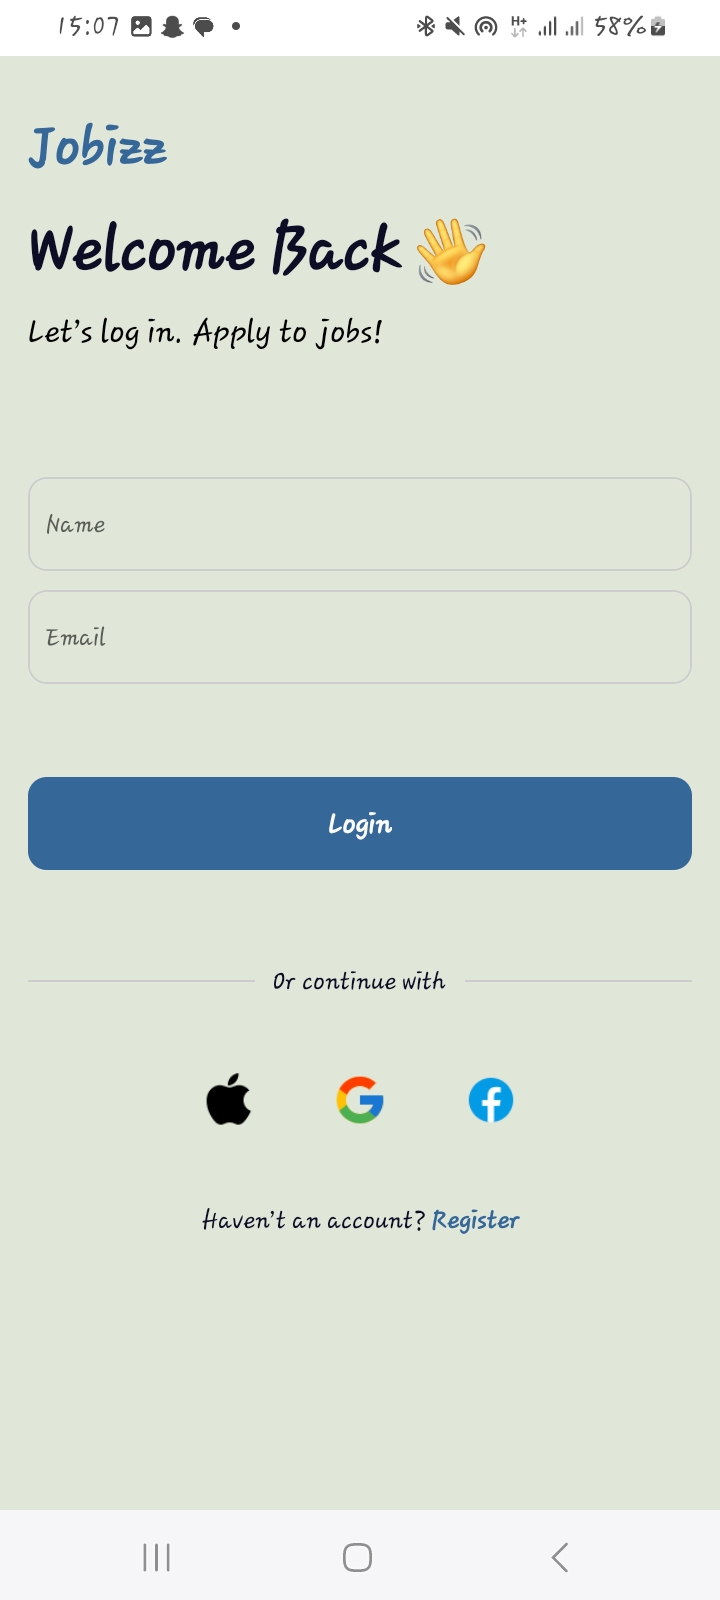 15:07 H+ 58%
Jobizz
Welcome Back 👋
Let's log in. Apply to jobs!
Name
Email
Login
Or continue with
Haven't an account? Register